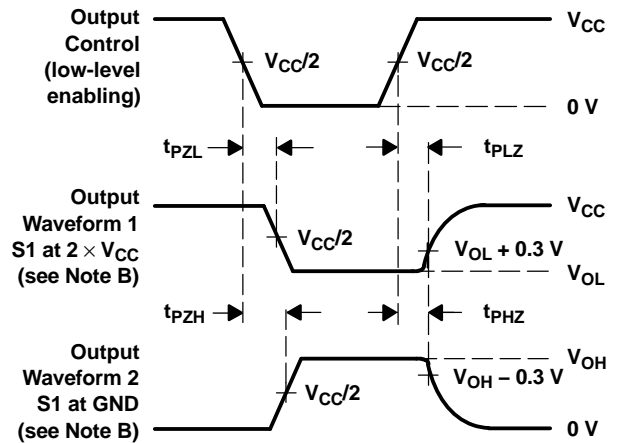 Output
Control
(low-level
enabling)
VCC
VCC/2
VCC/2
0 V
tPZL
tPLZ
Output
Waveform 1
S1 at 2 × VCC
(see Note B)
VCC
VCC/2
VOL + 0.3 V
VOL
tPZH
tPHZ
Output
Waveform 2
S1 at GND
(see Note B)
VOH
VCC/2
VOH − 0.3 V
0 V